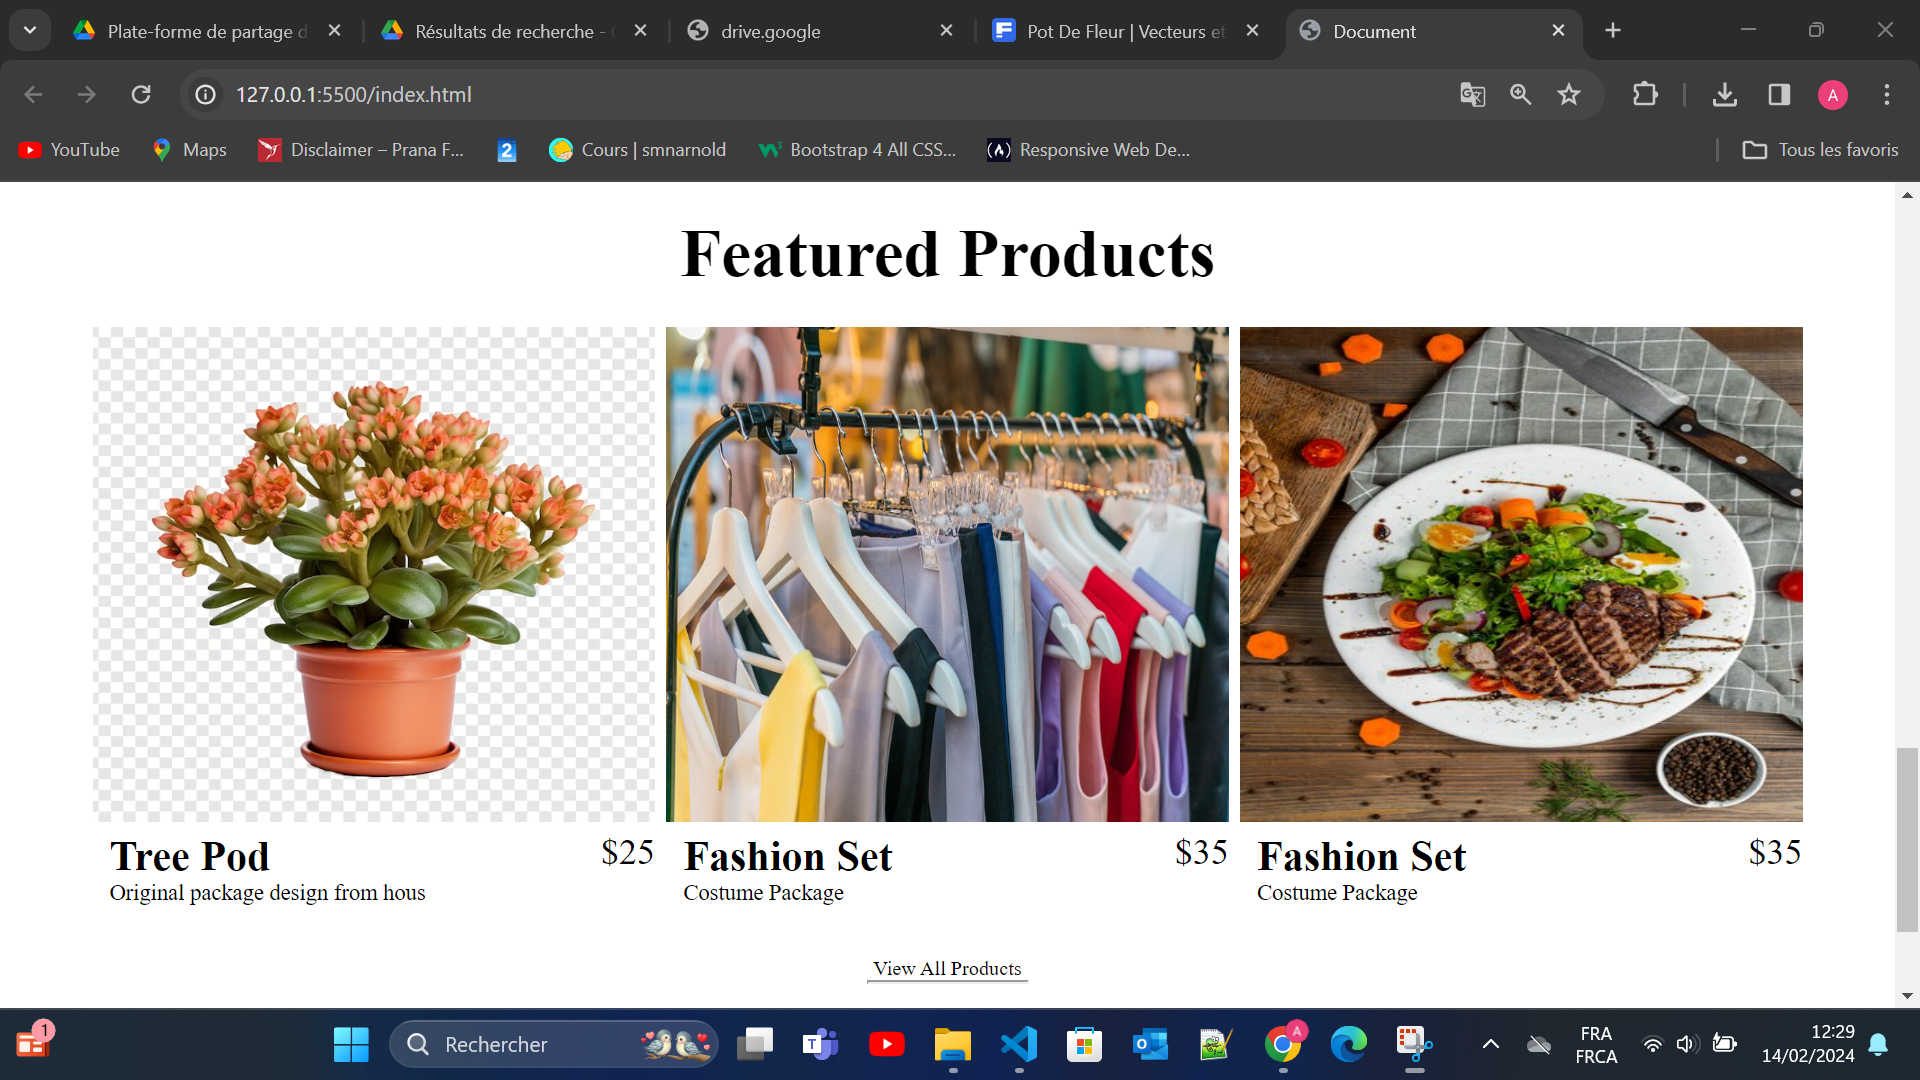 Plate-forme de partage d
Résultats de recherche -
drive.google
Pot De Fleur | Vecteurs et
Document
127.0.0.1:5500/index.html
A
YouTube
Maps
Disclaimer – Prana F...
2
Cours | smnarnold
Bootstrap 4 All CSS...
Responsive Web De...
Tous les favoris
Featured Products
Tree Pod
$25
Original package design from hous
Fashion Set
$35
Costume Package
Fashion Set
$35
Costume Package
View All Products
1
Rechercher
A
FRA
FRCA
12:29
14/02/2024